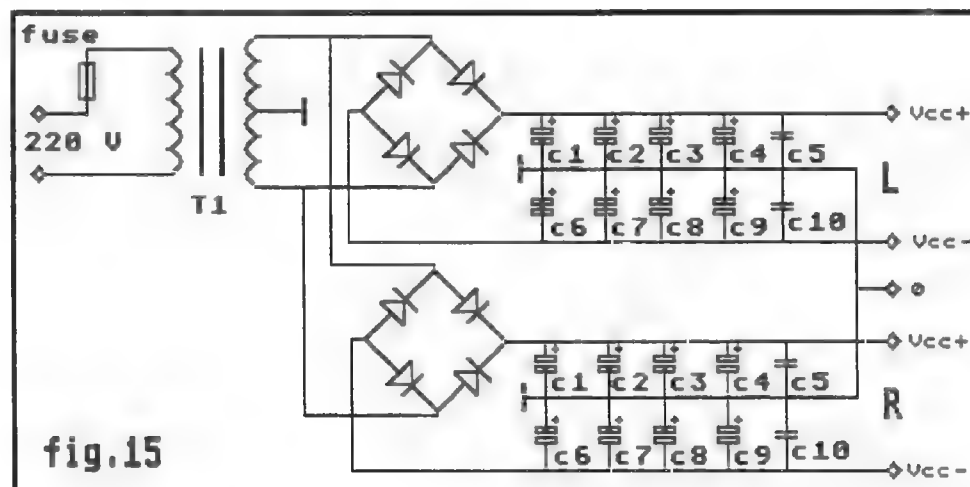 fuse
220 V
T1
Vcc+
c1 c2 c3 c4 c5
L
c6 c7 c8 c9 c10
Vcc-
0
Vcc+
c1 c2 c3 c4 c5
R
c6 c7 c8 c9 c10
Vcc-
fig.15